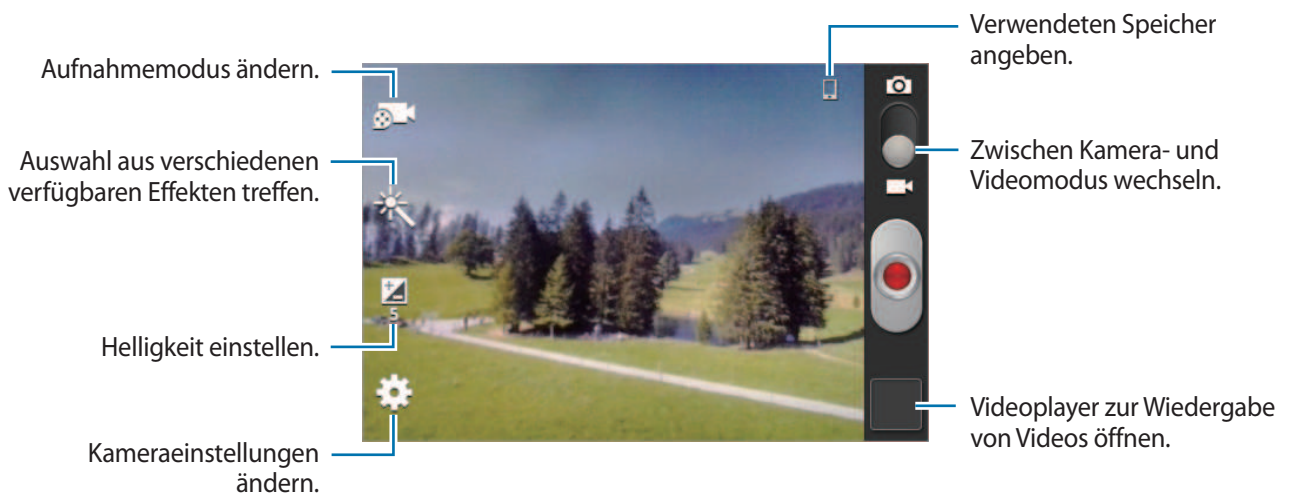 Aufnahmemodus ändern.
Auswahl aus verschiedenen
verfügbaren Effekten treffen.
Helligkeit einstellen.
Kameraeinstellungen
ändern.
5
Verwendeten Speicher
angeben.
Zwischen Kamera- und
Videomodus wechseln.
Videoplayer zur Wiedergabe
von Videos öffnen.